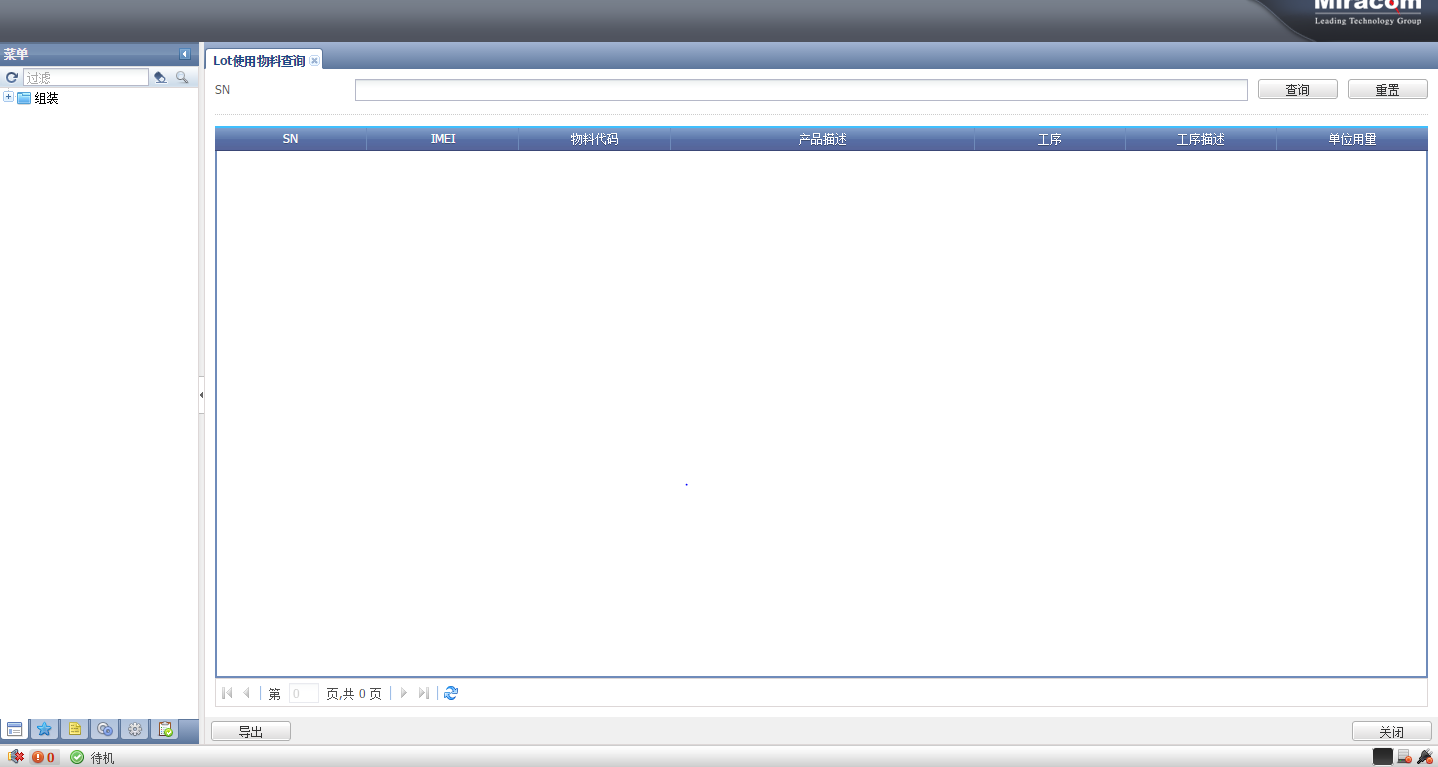 Miracom
Leading Technology Group
菜单
Lot使用物料查询
过滤
组装
SN
查询
重置
SN IMEI 物料代码 产品描述 工序 工序描述 单位用量
第 0 页,共 0 页
导出
关闭
0 待机